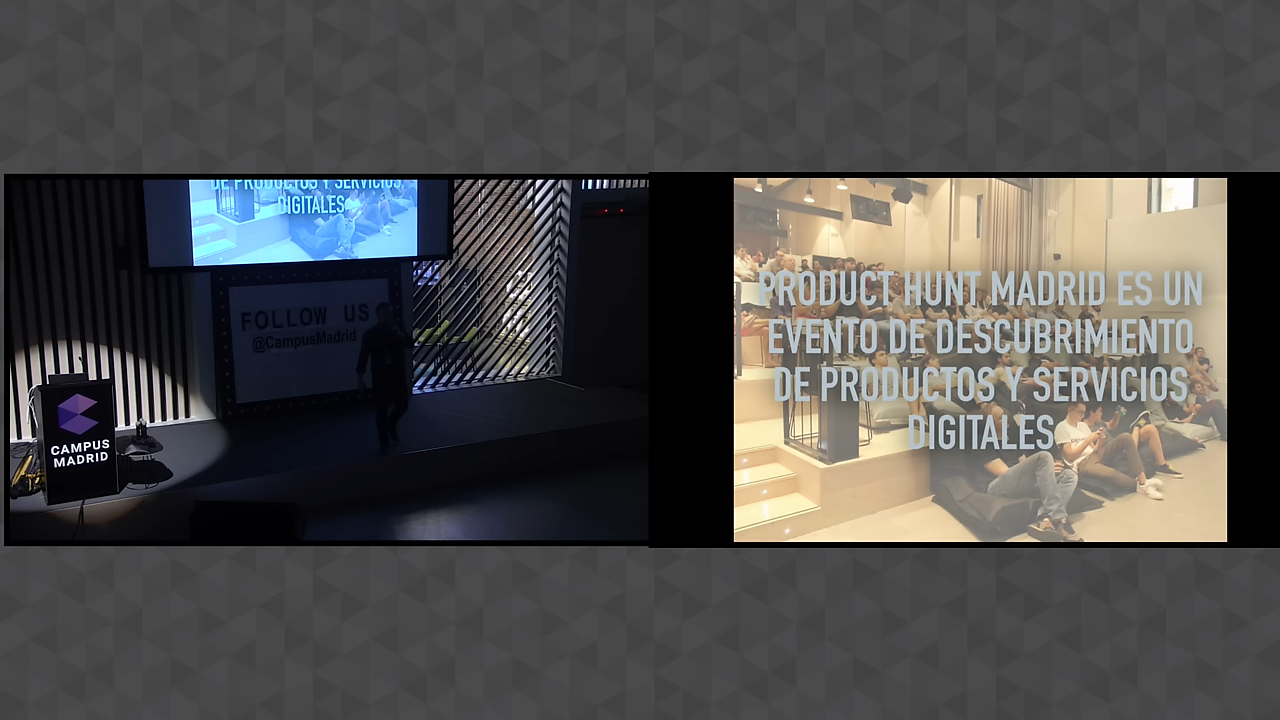 DE PRODUCTOS Y SERVICIOS
DIGITALES
FOLLOW US
@CampusMadrid
CAMPUS
MADRID
PRODUCT HUNT MADRID ES UN
EVENTO DE DESCUBRIMIENTO
DE PRODUCTOS Y SERVICIOS
DIGITALES